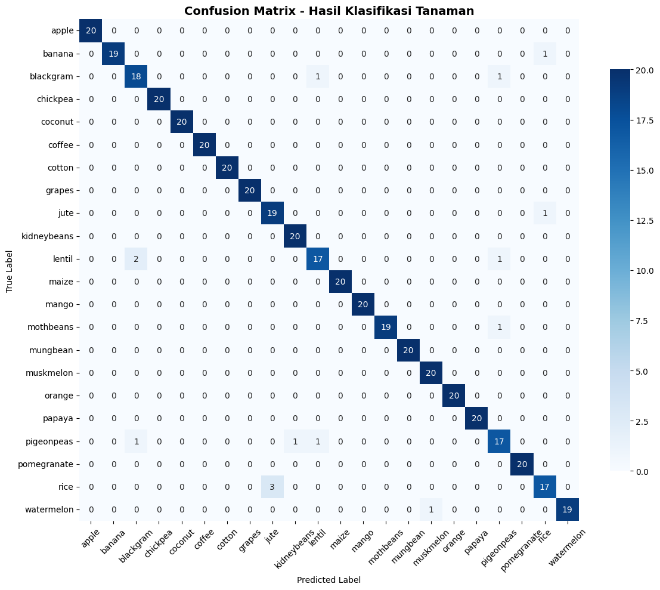 Confusion Matrix - Hasil Klasifikasi Tanaman
True Label
apple 20 0 0 0 0 0 0 0 0 0 0 0 0 0 0 0 0 0 0 0 0 0
banana 0 19 0 0 0 0 0 0 0 0 0 0 0 0 0 0 0 0 0 0 1 0
blackgram 0 0 18 0 0 0 0 0 0 0 1 0 0 0 0 0 0 0 1 0 0 0
chickpea 0 0 0 20 0 0 0 0 0 0 0 0 0 0 0 0 0 0 0 0 0 0
coconut 0 0 0 0 20 0 0 0 0 0 0 0 0 0 0 0 0 0 0 0 0 0
coffee 0 0 0 0 0 20 0 0 0 0 0 0 0 0 0 0 0 0 0 0 0 0
cotton 0 0 0 0 0 0 20 0 0 0 0 0 0 0 0 0 0 0 0 0 0 0
grapes 0 0 0 0 0 0 0 20 0 0 0 0 0 0 0 0 0 0 0 0 0 0
jute 0 0 0 0 0 0 0 0 19 0 0 0 0 0 0 0 0 0 0 0 1 0
kidneybeans 0 0 0 0 0 0 0 0 0 20 0 0 0 0 0 0 0 0 0 0 0 0
lentil 0 0 2 0 0 0 0 0 0 0 17 0 0 0 0 0 0 0 1 0 0 0
maize 0 0 0 0 0 0 0 0 0 0 0 20 0 0 0 0 0 0 0 0 0 0
mango 0 0 0 0 0 0 0 0 0 0 0 0 20 0 0 0 0 0 0 0 0 0
mothbeans 0 0 0 0 0 0 0 0 0 0 0 0 0 19 0 0 0 0 1 0 0 0
mungbean 0 0 0 0 0 0 0 0 0 0 0 0 0 0 20 0 0 0 0 0 0 0
muskmelon 0 0 0 0 0 0 0 0 0 0 0 0 0 0 0 20 0 0 0 0 0 0
orange 0 0 0 0 0 0 0 0 0 0 0 0 0 0 0 0 20 0 0 0 0 0
papaya 0 0 0 0 0 0 0 0 0 0 0 0 0 0 0 0 0 20 0 0 0 0
pigeonpeas 0 0 1 0 0 0 0 0 0 1 1 0 0 0 0 0 0 0 17 0 0 0
pomegranate 0 0 0 0 0 0 0 0 0 0 0 0 0 0 0 0 0 0 0 20 0 0
rice 0 0 0 0 0 0 0 0 3 0 0 0 0 0 0 0 0 0 0 0 17 0
watermelon 0 0 0 0 0 0 0 0 0 0 0 0 0 0 0 1 0 0 0 0 0 19
apple banana blackgram chickpea coconut coffee cotton grapes jute kidneybeans lentil maize mango mothbeans mungbean muskmelon orange papaya pigeonpeas pomegranate rice watermelon
Predicted Label
20.0
17.5
15.0
12.5
10.0
7.5
5.0
2.5
0.0